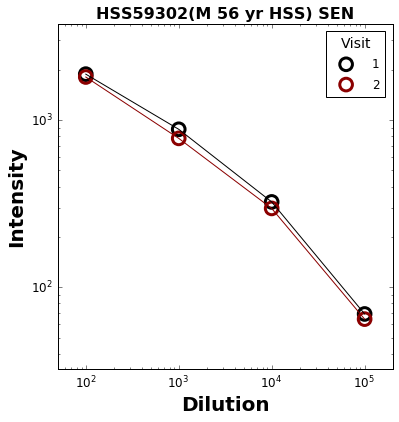 HSS59302(M 56 yr HSS) SEN
Visit
1
2
Intensity
10³
10²
10² 10³ 10⁴ 10⁵
Dilution